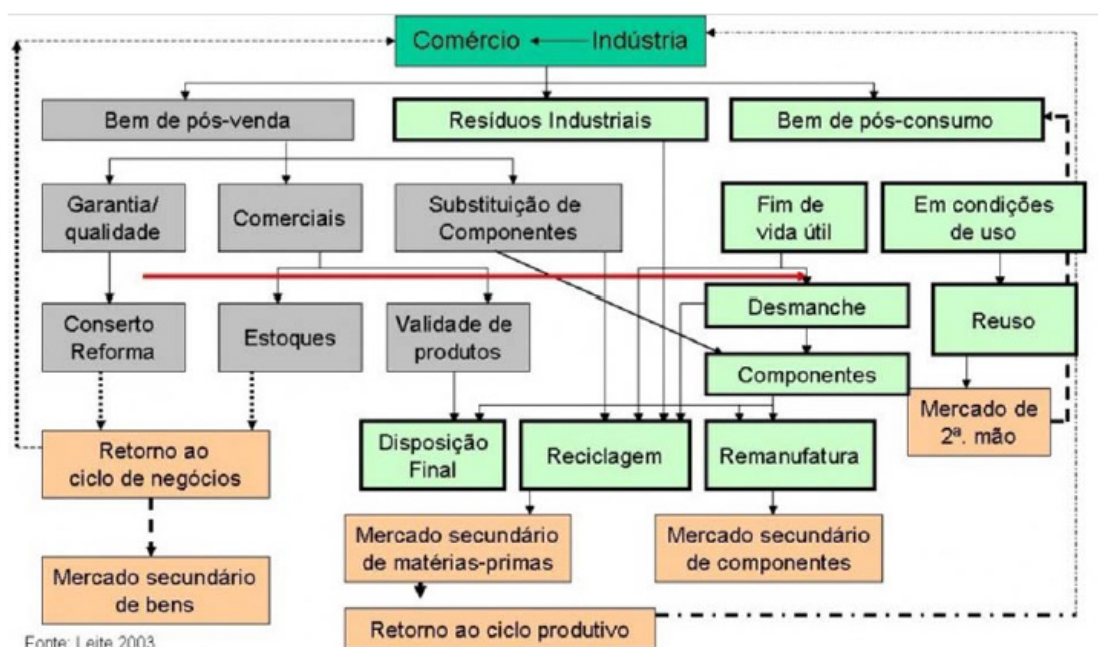 Comércio Indústria
Bem de pós-venda
Resíduos Industriais
Bem de pós-consumo
Garantia/
qualidade
Comerciais
Substituição de
Componentes
Fim de
vida útil
Em condições
de uso
Conserto
Reforma
Estoques
Validade de
produtos
Desmanche
Reuso
Componentes
Mercado de
2ª. mão
Retorno ao
ciclo de negócios
Disposição
Final
Reciclagem
Remanufatura
Mercado secundário
de bens
Mercado secundário
de matérias-primas
Mercado secundário
de componentes
Retorno ao ciclo produtivo
Fonte: Leite 2003